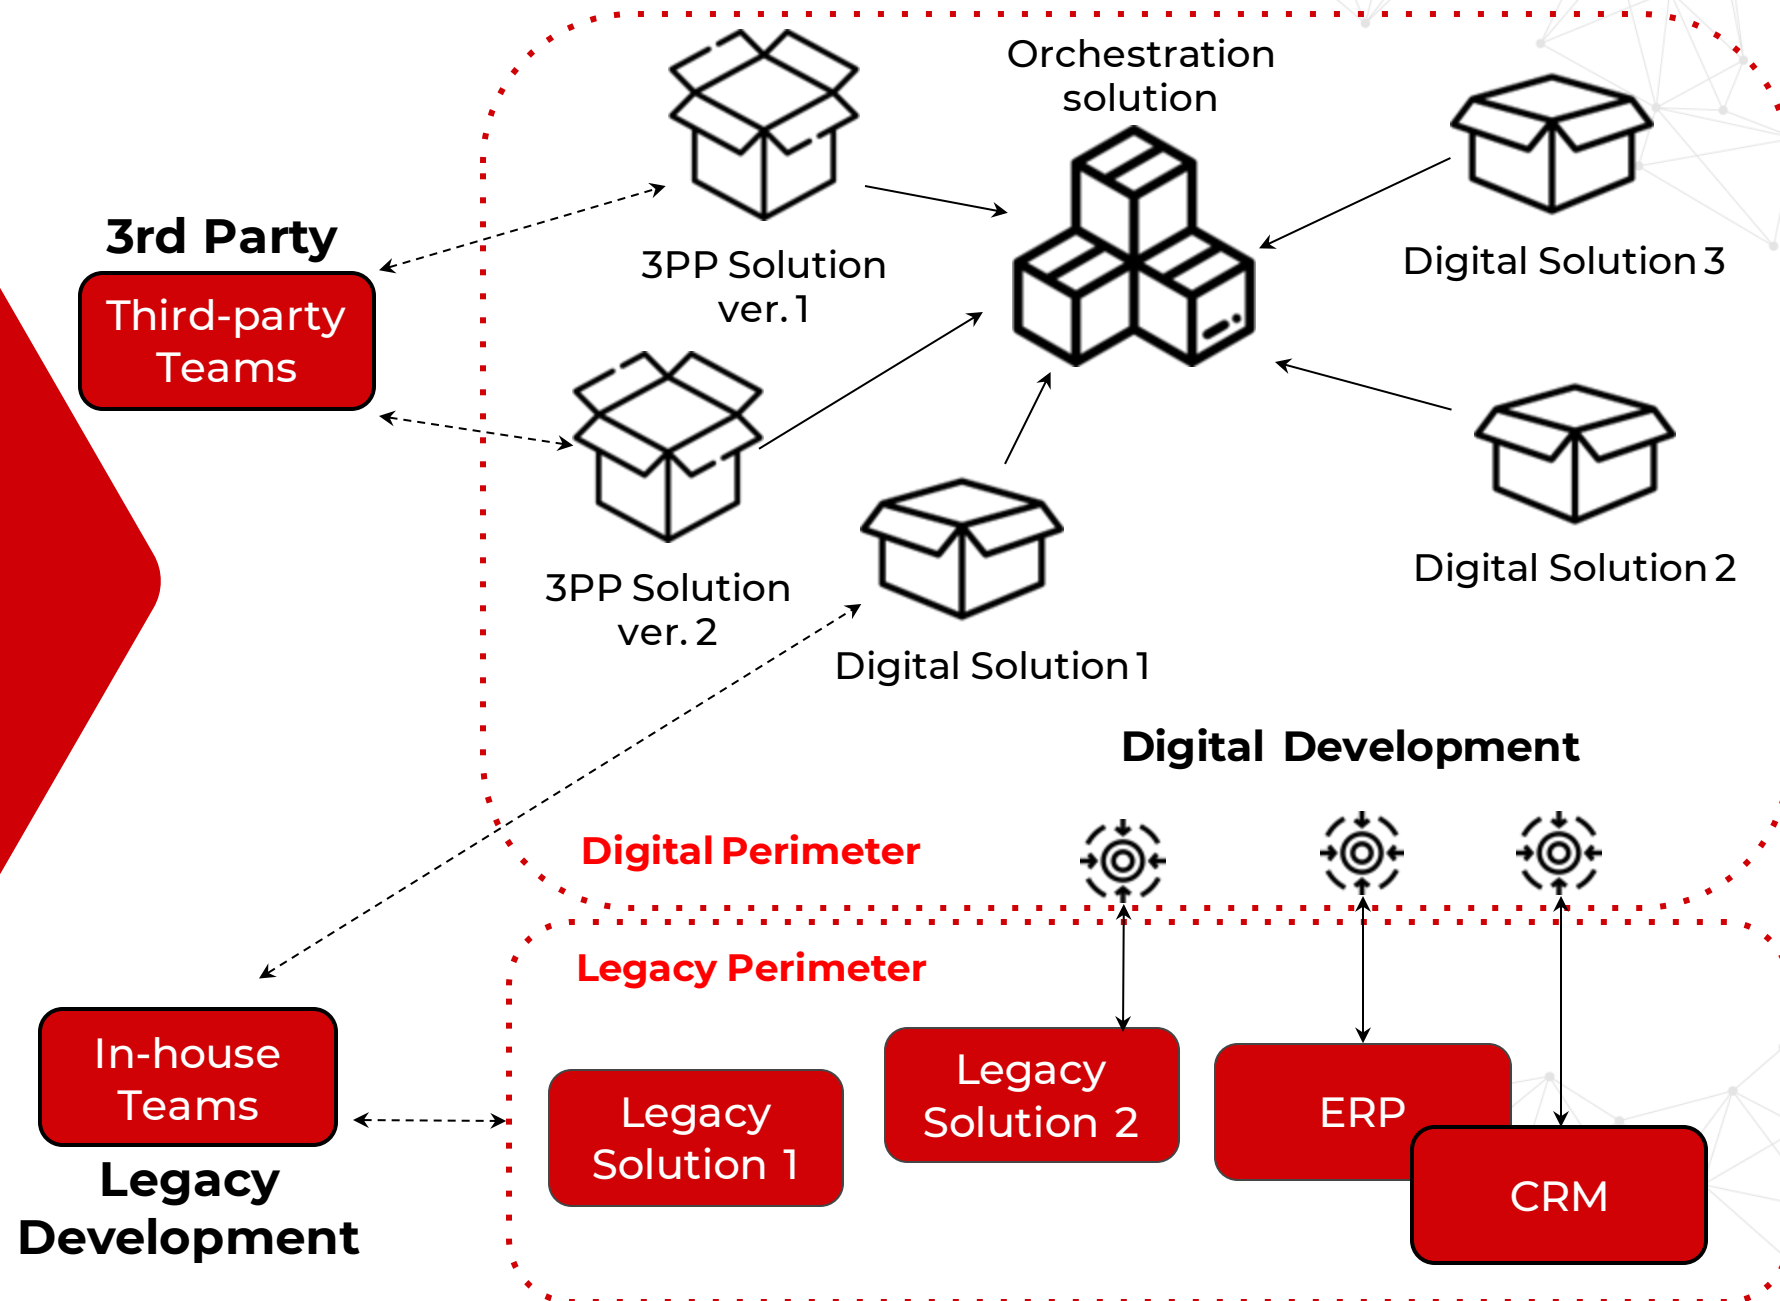 Orchestration
solution
3rd Party
Third-party
Teams
3PP Solution
ver. 1
Digital Solution 3
3PP Solution
ver. 2
Digital Solution 1
Digital Solution 2
Digital Development
Digital Perimeter
Legacy Perimeter
In-house
Teams
Legacy
Development
Legacy
Solution 1
Legacy
Solution 2
ERP
CRM